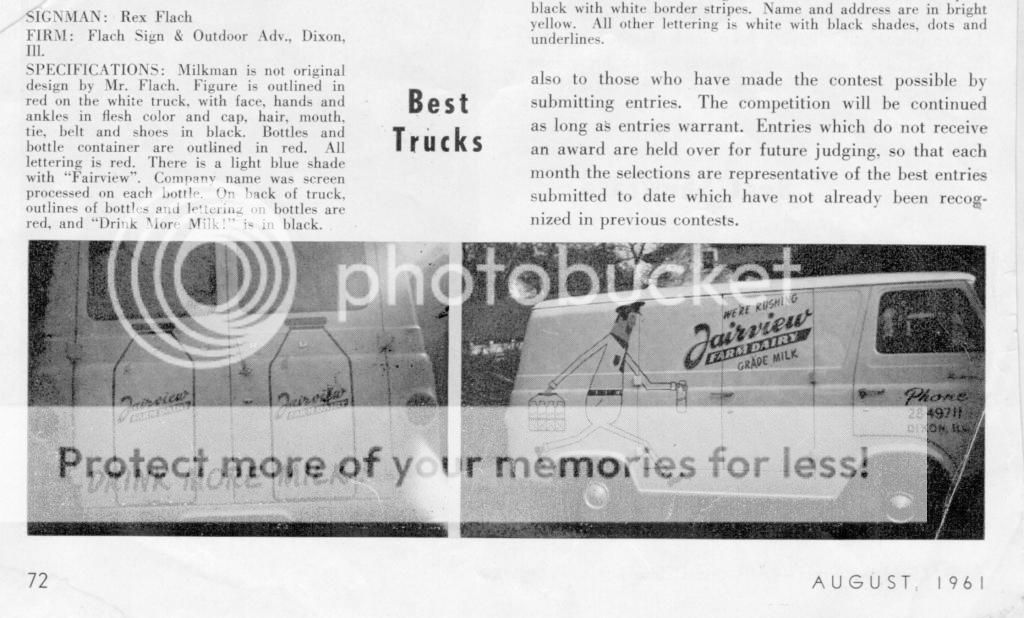 SIGNMAN: Rex Flach
FIRM: Flach Sign & Outdoor Adv., Dixon,
Ill.
SPECIFICATIONS: Milkman is not original
design by Mr. Flach. Figure is outlined in
red on the white truck, with face, hands and
ankles in flesh color and cap, hair, mouth,
tie, belt and shoes in black. Bottles and
bottle container are outlined in red. All
lettering is red. There is a light blue shade
with “Fairview”. Company name was screen
processed on each bottle. On back of truck,
outlines of bottles and lettering on bottles are
red, and “Drink More Milk!” is in black.
Best
Trucks
black with white border stripes. Name and address are in bright
yellow. All other lettering is white with black shades, dots and
underlines.
also to those who have made the contest possible by
submitting entries. The competition will be continued
as long as entries warrant. Entries which do not receive
an award are held over for future judging, so that each
month the selections are representative of the best entries
submitted to date which have not already been recog-
nized in previous contests.
photobucket
Fairview
FARM DAIRY
Fairview
FARM DAIRY
DRINK MORE MILK!
WE'RE RUSHING
Fairview
FARM DAIRY
GRADE MILK
Phone
28-49711
DIXON, ILL.
Protect more of your memories for less!
72
AUGUST, 1961